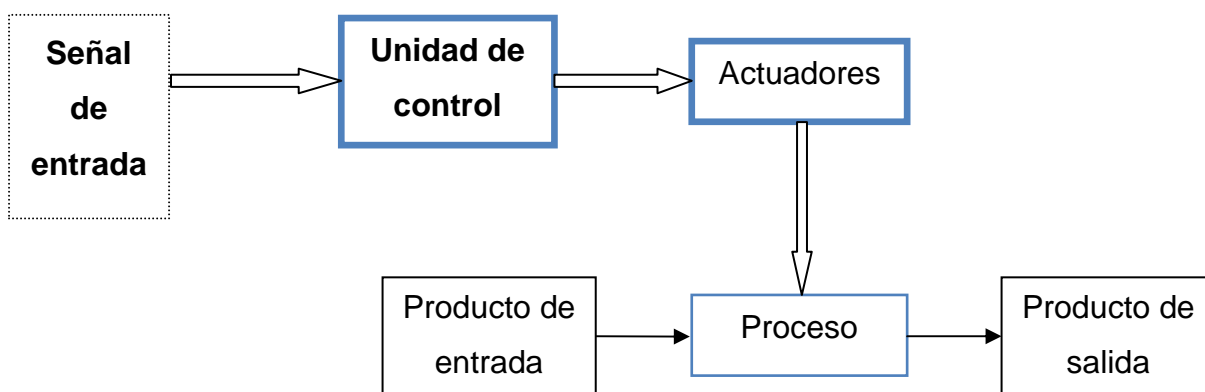 Señal
de
entrada
Unidad de
control
Actuadores
Producto de
entrada
Proceso
Producto de
salida